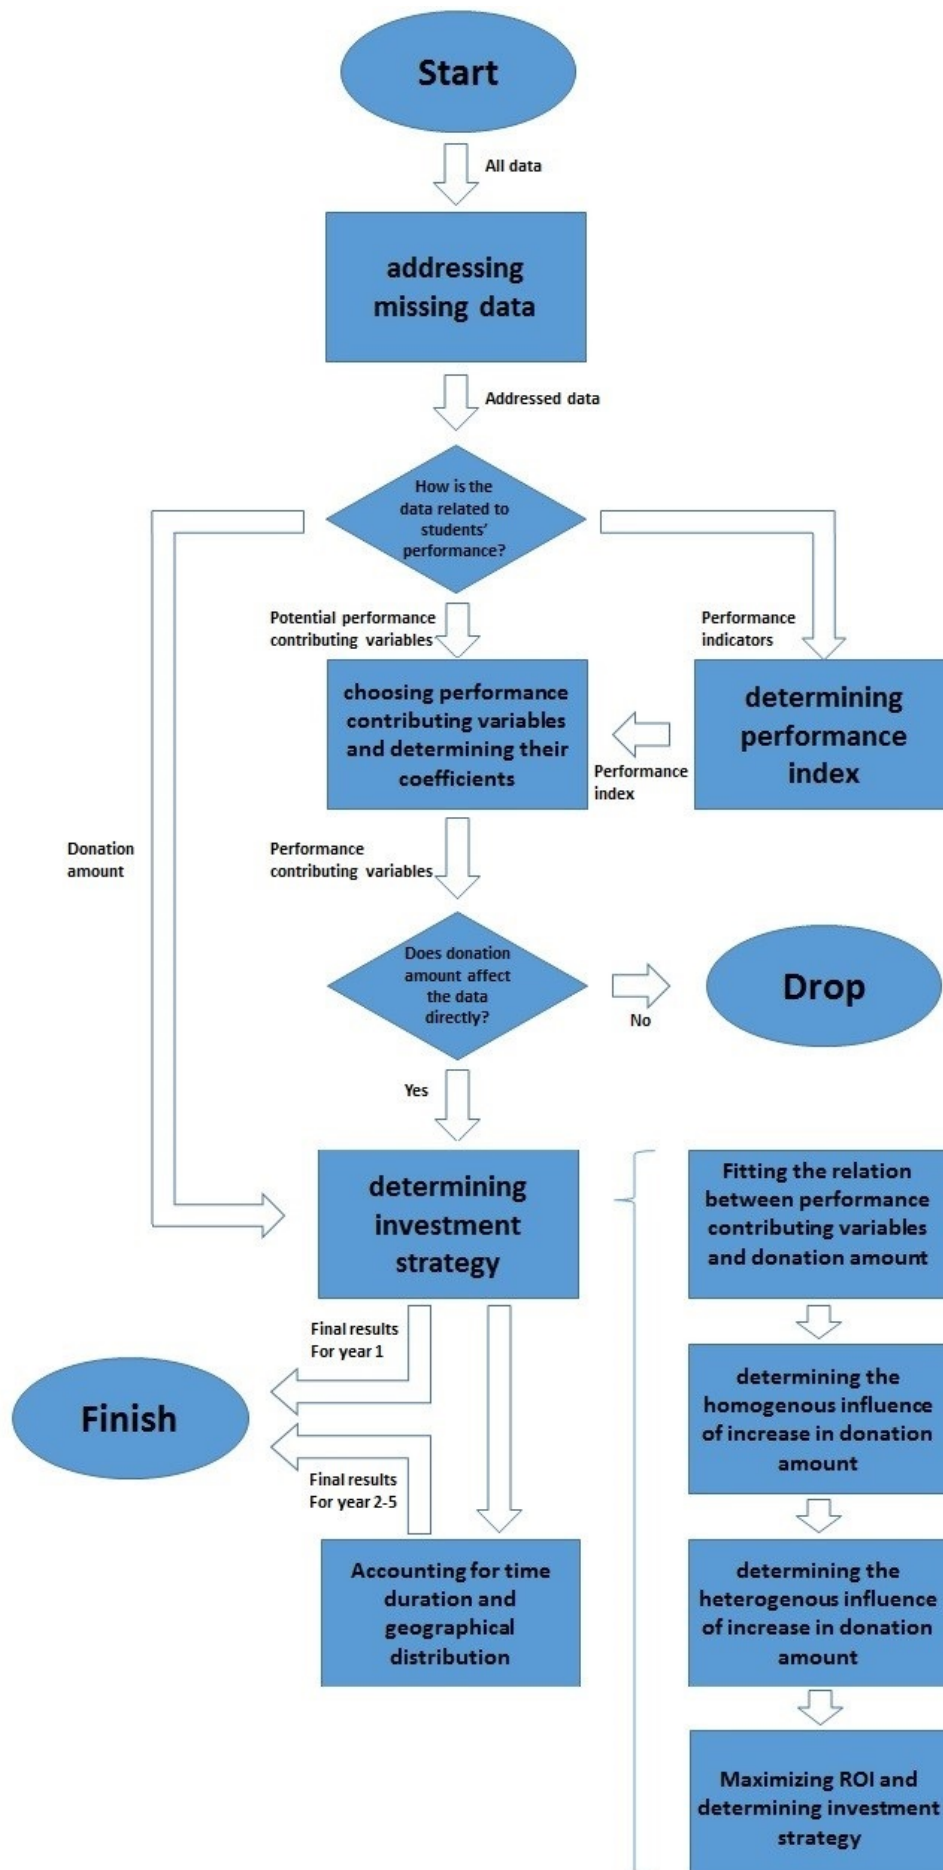 Start
All data
addressing
missing data
Addressed data
How is the
data related to
students'
performance?
Potential performance
contributing variables
Performance
indicators
choosing performance
contributing variables
and determining their
coefficients
determining
performance
index
Performance
index
Donation
amount
Performance
contributing variables
Does donation
amount affect
the data
directly?
No
Drop
Yes
determining
investment
strategy
Fitting the relation
between performance
contributing variables
and donation amount
Final results
For year 1
Finish
determining the
homogenous influence
of increase in donation
amount
Final results
For year 2-5
Accounting for time
duration and
geographical
distribution
determining the
heterogenous influence
of increase in donation
amount
Maximizing ROI and
determining investment
strategy